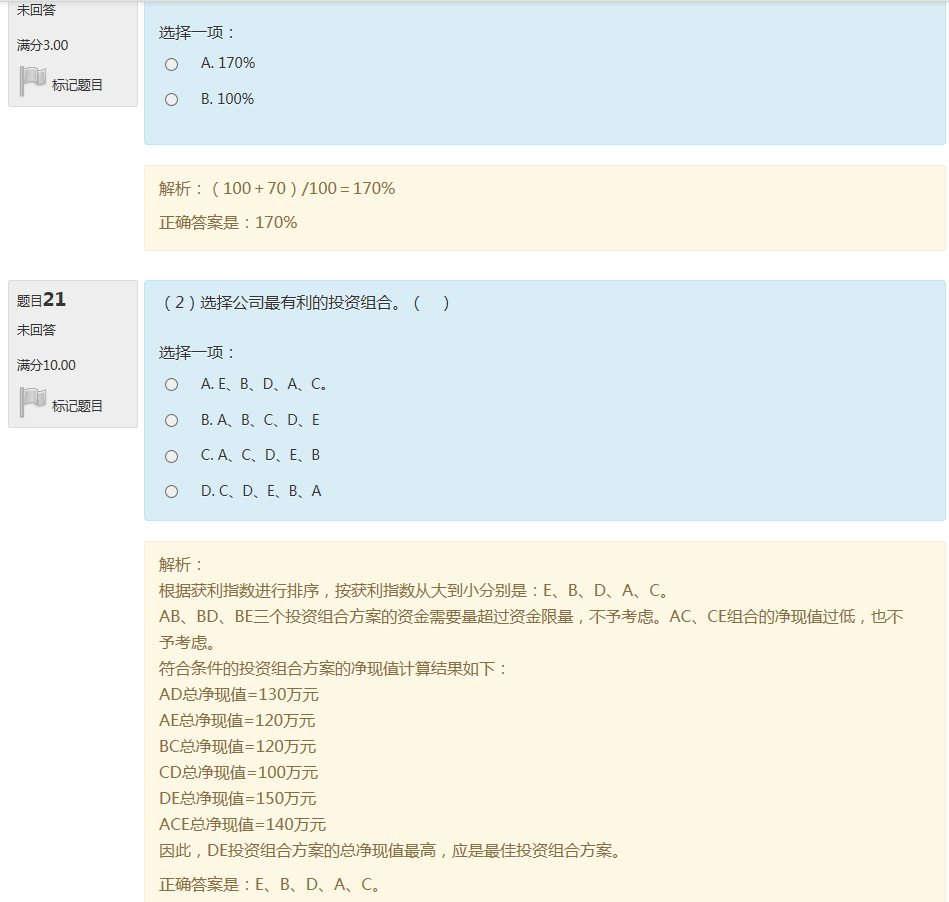 未回答
满分3.00
标记题目
选择一项：
A. 170%
B. 100%
解析：（100＋70）/100＝170%
正确答案是：170%
题目21
未回答
满分10.00
标记题目
（2）选择公司最有利的投资组合。（ ）
选择一项：
A. E、B、D、A、C。
B. A、B、C、D、E
C. A、C、D、E、B
D. C、D、E、B、A
解析：
根据获利指数进行排序，按获利指数从大到小分别是：E、B、D、A、C。
AB、BD、BE三个投资组合方案的资金需要量超过资金限量，不予考虑。AC、CE组合的净现值过低，也不
予考虑。
符合条件的投资组合方案的净现值计算结果如下：
AD总净现值=130万元
AE总净现值=120万元
BC总净现值=120万元
CD总净现值=100万元
DE总净现值=150万元
ACE总净现值=140万元
因此，DE投资组合方案的总净现值最高，应是最佳投资组合方案。
正确答案是：E、B、D、A、C。